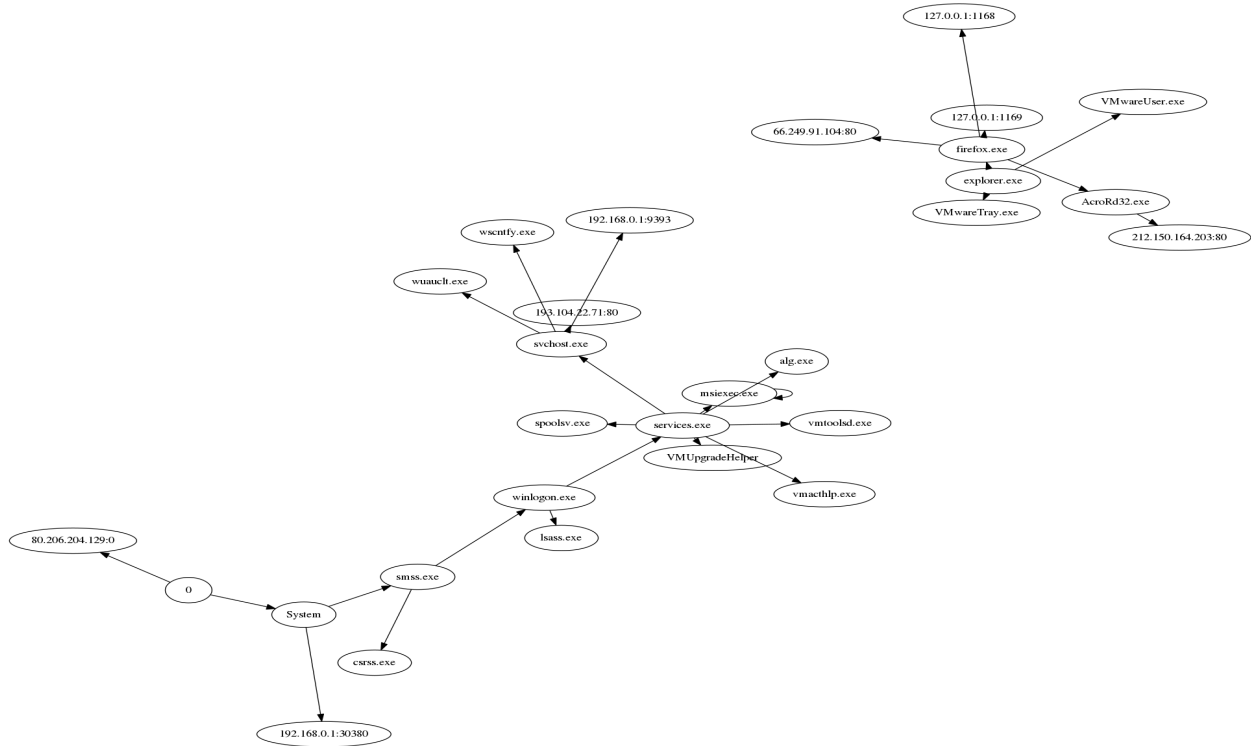 127.0.0.1:1168
VMwareUser.exe
127.0.0.1:1169
66.249.91.104:80
firefox.exe
explorer.exe
AcroRd32.exe
VMwareTray.exe
212.150.164.203:80
192.168.0.1:9393
wscntfy.exe
wuauclt.exe
193.104.22.71:80
svchost.exe
alg.exe
msiexec.exe
spoolsv.exe
services.exe
vmtoolsd.exe
VMUpgradeHelper
vmacthlp.exe
winlogon.exe
lsass.exe
80.206.204.129:0
smss.exe
0
System
csrss.exe
192.168.0.1:30380